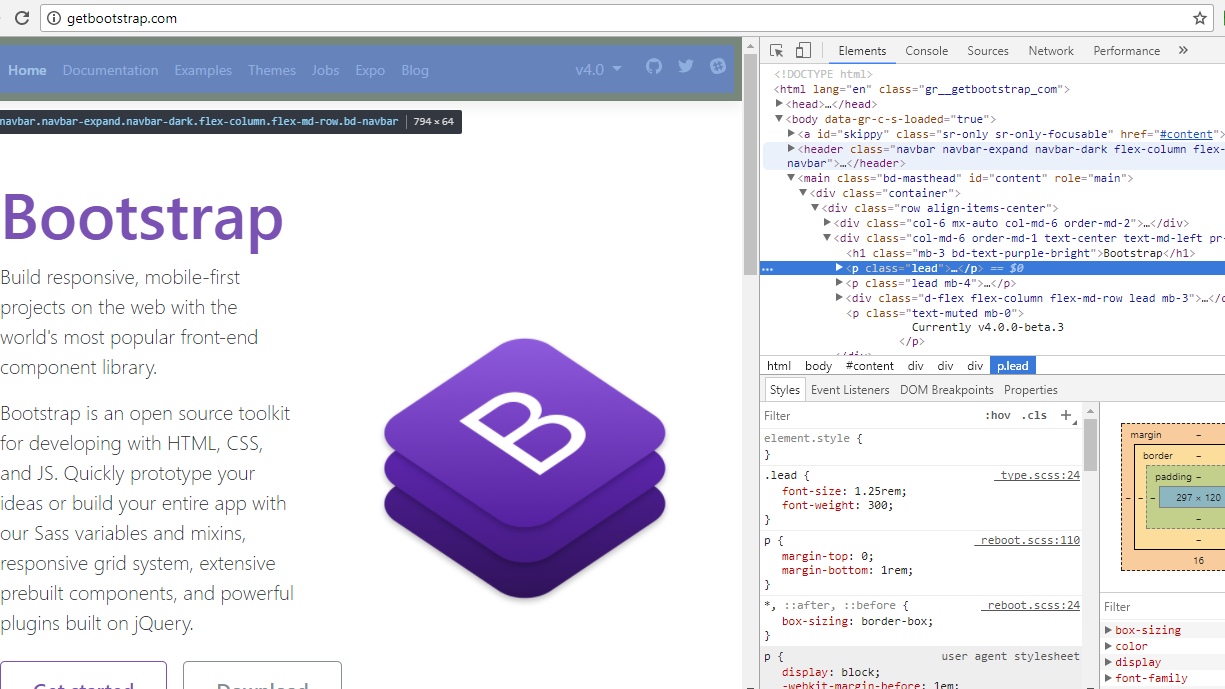 getbootstrap.com
Home Documentation Examples Themes Jobs Expo Blog v4.0
navbar.navbar-expand.navbar-dark.flex-column.flex-md-row.bd-navbar 794 × 64
Bootstrap
Build responsive, mobile-first
projects on the web with the
world's most popular front-end
component library.
Bootstrap is an open source toolkit
for developing with HTML, CSS,
and JS. Quickly prototype your
ideas or build your entire app with
our Sass variables and mixins,
responsive grid system, extensive
prebuilt components, and powerful
plugins built on jQuery.
Get started Download
B
Elements Console Sources Network Performance »
<!DOCTYPE html>
<html lang="en" class="gr__getbootstrap_com">
<head>…</head>
<body data-gr-c-s-loaded="true">
<a id="skippy" class="sr-only sr-only-focusable" href="#content">
<header class="navbar navbar-expand navbar-dark flex-column flex-
navbar">…</header>
<main class="bd-masthead" id="content" role="main">
<div class="container">
<div class="row align-items-center">
<div class="col-6 mx-auto col-md-6 order-md-2">…</div>
<div class="col-md-6 order-md-1 text-center text-md-left pr-
<h1 class="mb-3 bd-text-purple-bright">Bootstrap</h1>
… <p class="lead">…</p> == $0
<p class="lead mb-4">…</p>
<div class="d-flex flex-column flex-md-row lead mb-3">…</d
<p class="text-muted mb-0">
Currently v4.0.0-beta.3
</p>
</div>
html body #content div div div p.lead
Styles Event Listeners DOM Breakpoints Properties
Filter :hov .cls +
element.style {
}
.lead { _type.scss:24
font-size: 1.25rem;
font-weight: 300;
}
p { _reboot.scss:110
margin-top: 0;
margin-bottom: 1rem;
}
*, ::after, ::before { _reboot.scss:24
box-sizing: border-box;
}
p { user agent stylesheet
display: block;
-webkit-margin-before: 1em;
margin –
border –
padding –
– – – 297 × 120
–
–
16
Filter
box-sizing
color
display
font-family